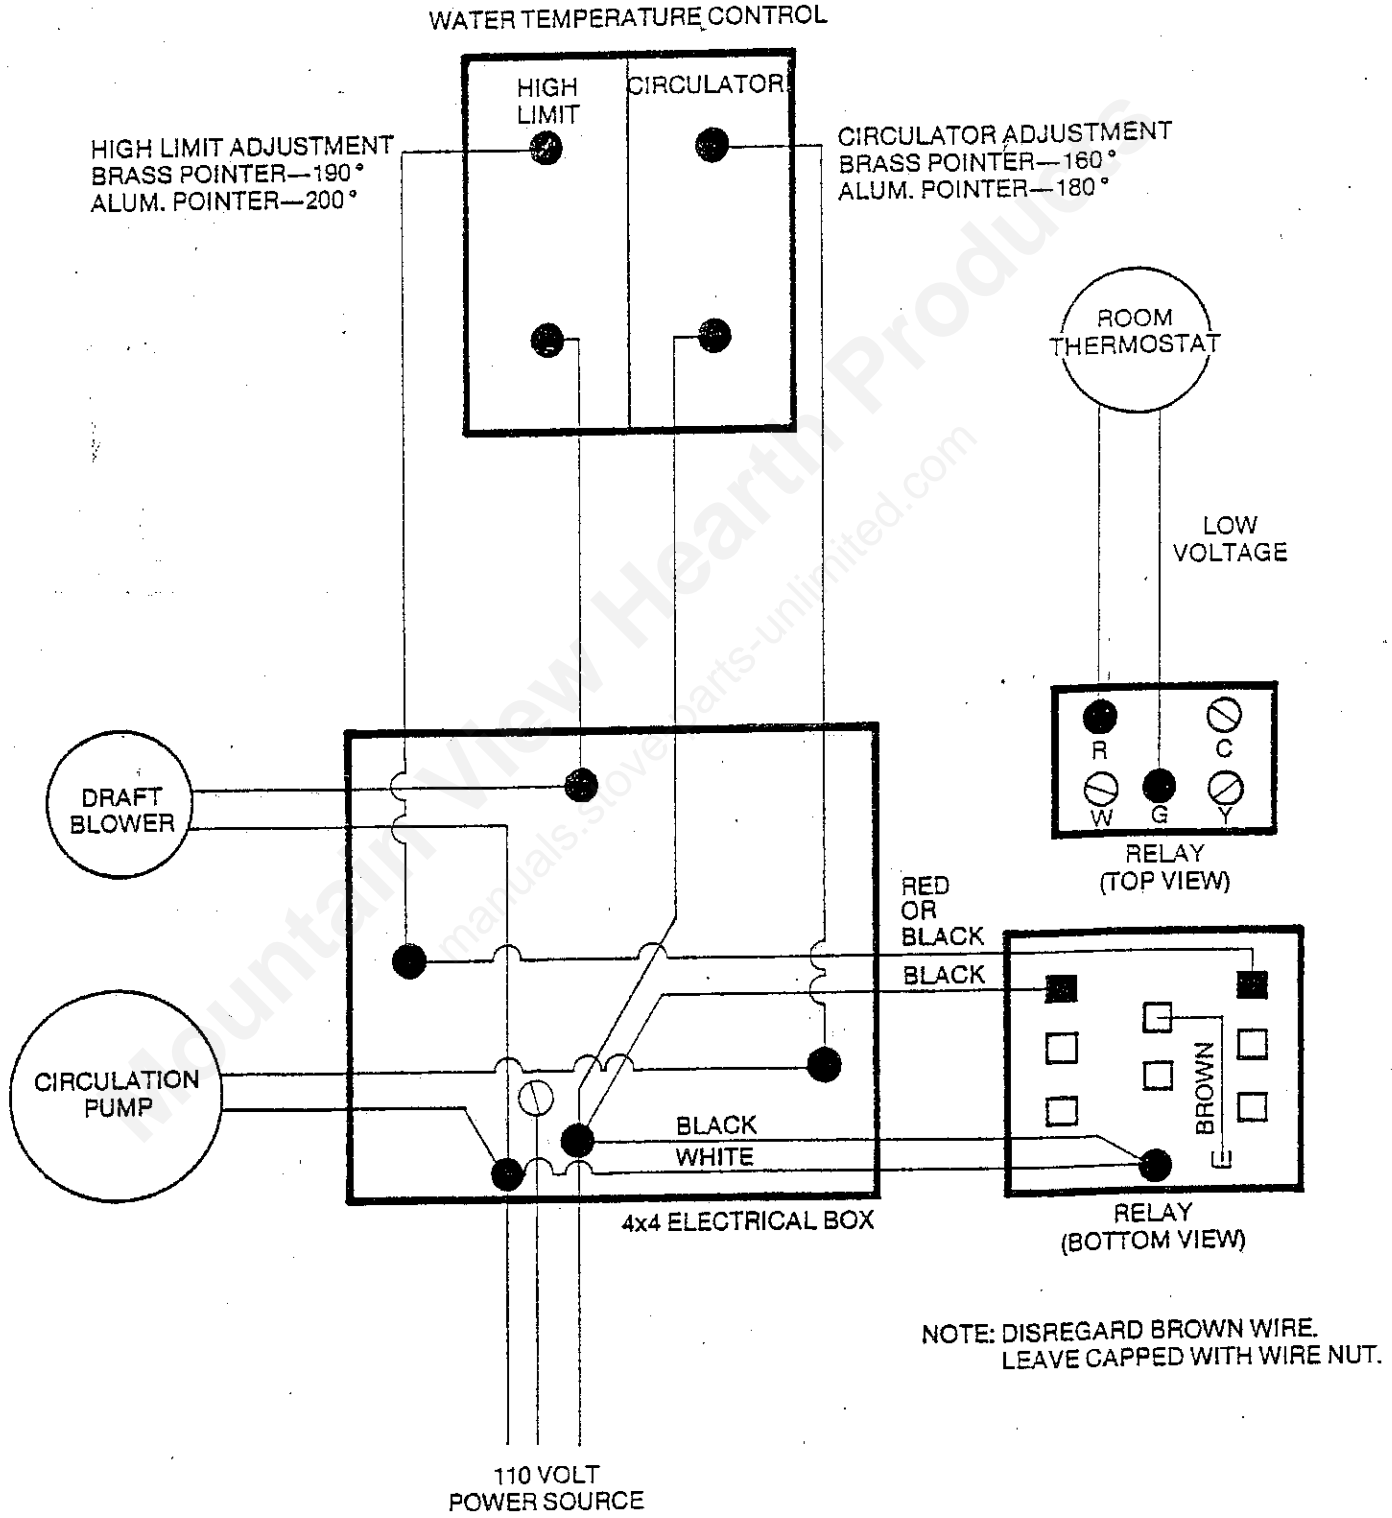 WATER TEMPERATURE CONTROL
HIGH
LIMIT
CIRCULATOR
HIGH LIMIT ADJUSTMENT
BRASS POINTER—190°
ALUM. POINTER—200°
CIRCULATOR ADJUSTMENT
BRASS POINTER—160°
ALUM. POINTER—180°
ROOM
THERMOSTAT
LOW
VOLTAGE
R
C
W
G
Y
RELAY
(TOP VIEW)
DRAFT
BLOWER
RED
OR
BLACK
BLACK
BROWN
CIRCULATION
PUMP
BLACK
WHITE
4x4 ELECTRICAL BOX
RELAY
(BOTTOM VIEW)
NOTE: DISREGARD BROWN WIRE.
LEAVE CAPPED WITH WIRE NUT.
110 VOLT
POWER SOURCE
Mountain View Hearth Products
manuals.stoveparts-unlimited.com